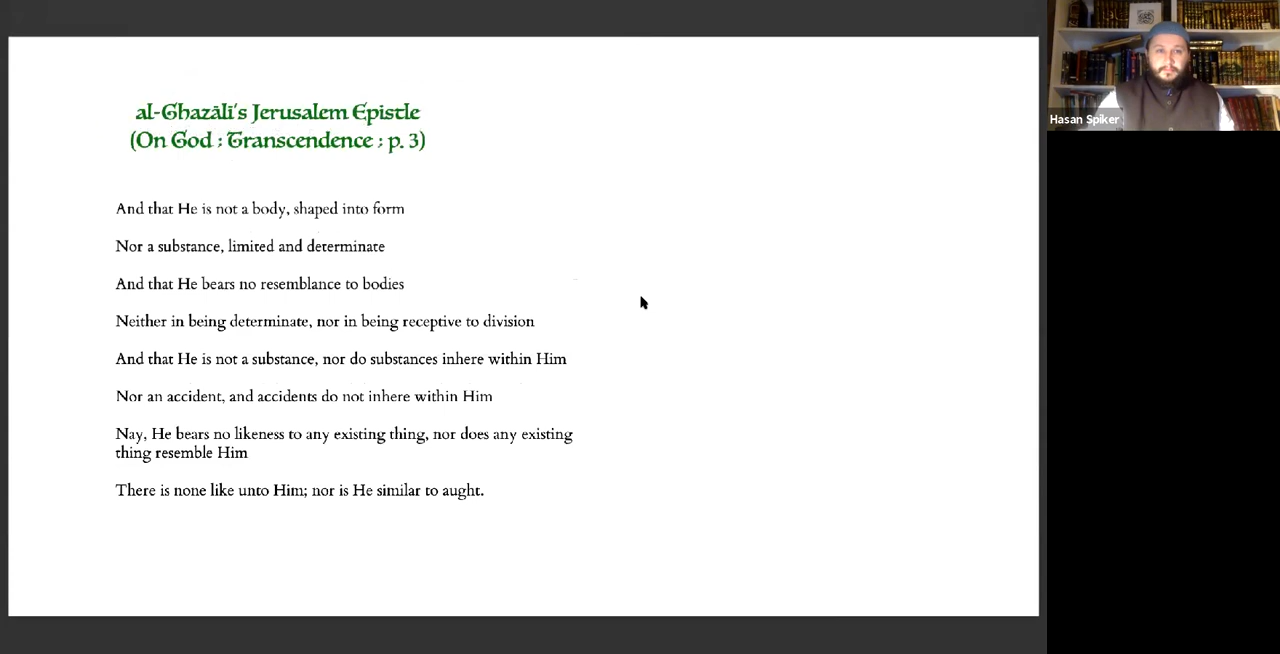 al-Ghazālī's Jerusalem Epistle
(On God : Transcendence : p. 3)
And that He is not a body, shaped into form
Nor a substance, limited and determinate
And that He bears no resemblance to bodies
Neither in being determinate, nor in being receptive to division
And that He is not a substance, nor do substances inhere within Him
Nor an accident, and accidents do not inhere within Him
Nay, He bears no likeness to any existing thing, nor does any existing
thing resemble Him
There is none like unto Him; nor is He similar to aught.
Hasan Spiker